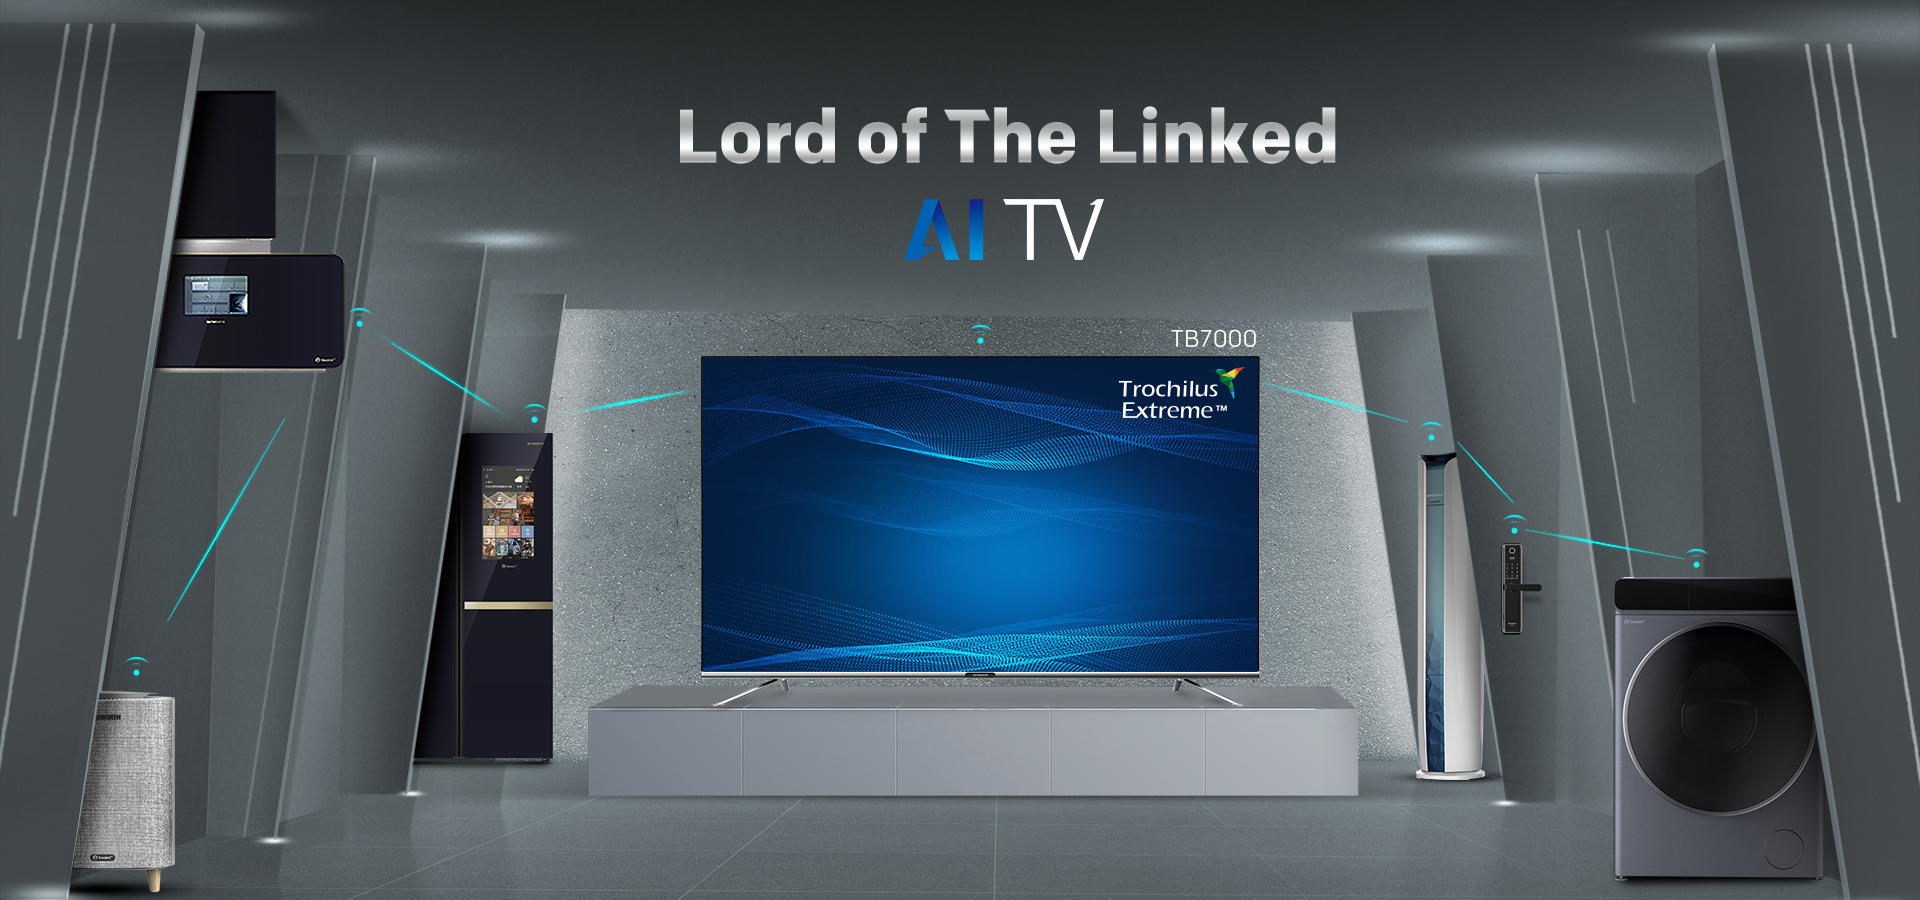 Lord of The Linked
AI TV
TB7000
Trochilus
Extreme™